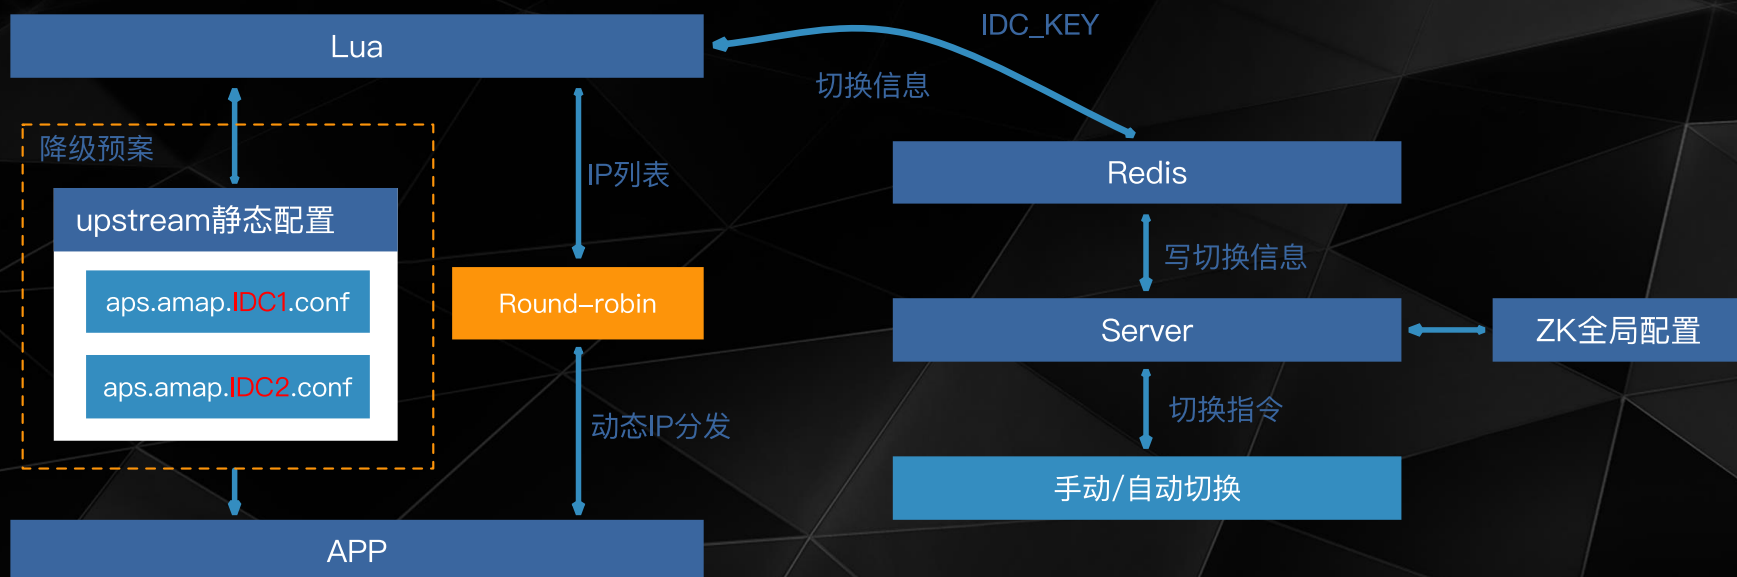 Lua
IDC_KEY
切换信息
降级预案
IP列表
Redis
upstream静态配置
写切换信息
aps.amap.IDC1.conf
Round-robin
Server
ZK全局配置
aps.amap.IDC2.conf
动态IP分发
切换指令
手动/自动切换
APP